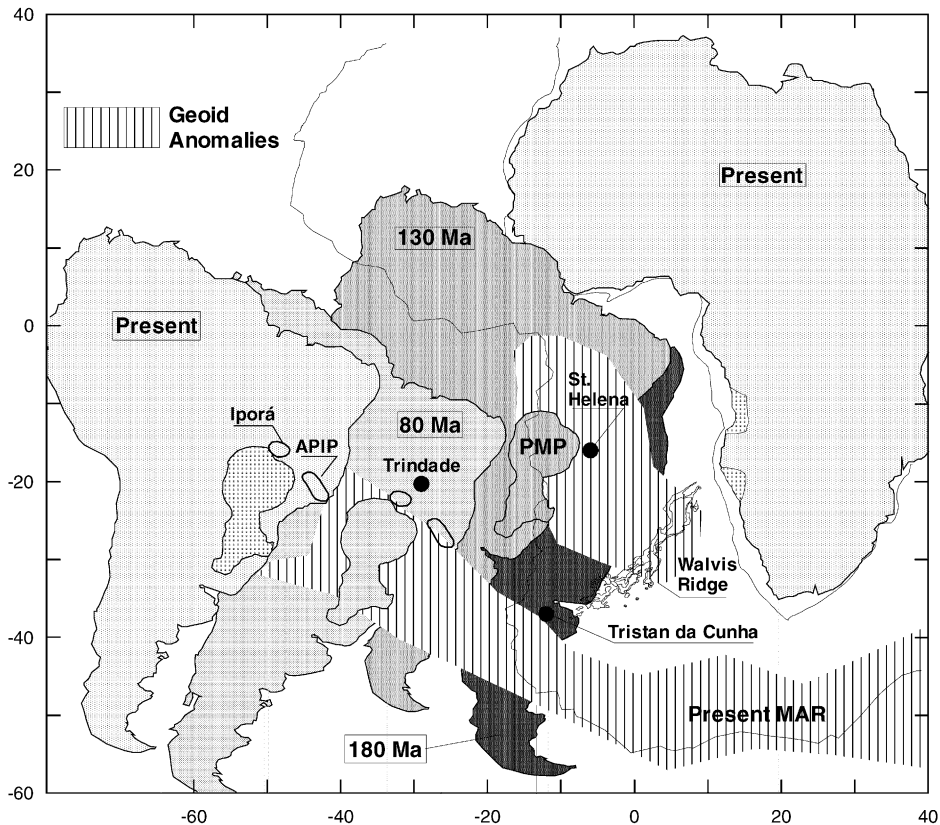 40
20
0
-20
-40
-60
Geoid
Anomalies
Present
130 Ma
Present
St.
Helena
Iporá
APIP
80 Ma
PMP
Trindade
Walvis
Ridge
Tristan da Cunha
Present MAR
180 Ma
-60
-40
-20
0
20
40